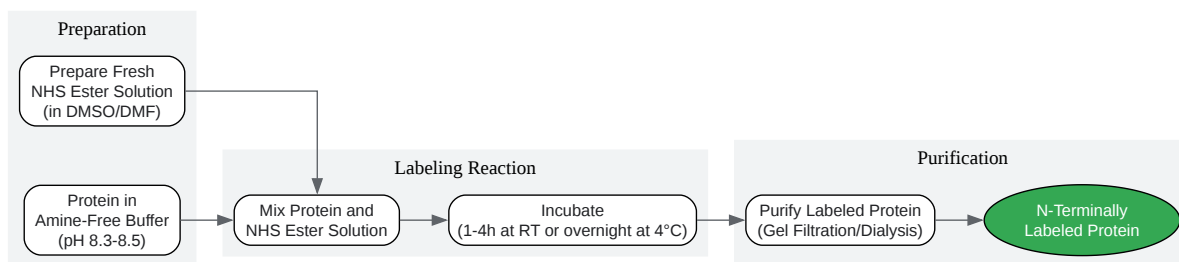 Preparation
Prepare Fresh
NHS Ester Solution
(in DMSO/DMF)
Protein in
Amine-Free Buffer
(pH 8.3-8.5)
Labeling Reaction
Mix Protein and
NHS Ester Solution
Incubate
(1-4h at RT or overnight at 4°C)
Purification
Purify Labeled Protein
(Gel Filtration/Dialysis)
N-Terminally
Labeled Protein